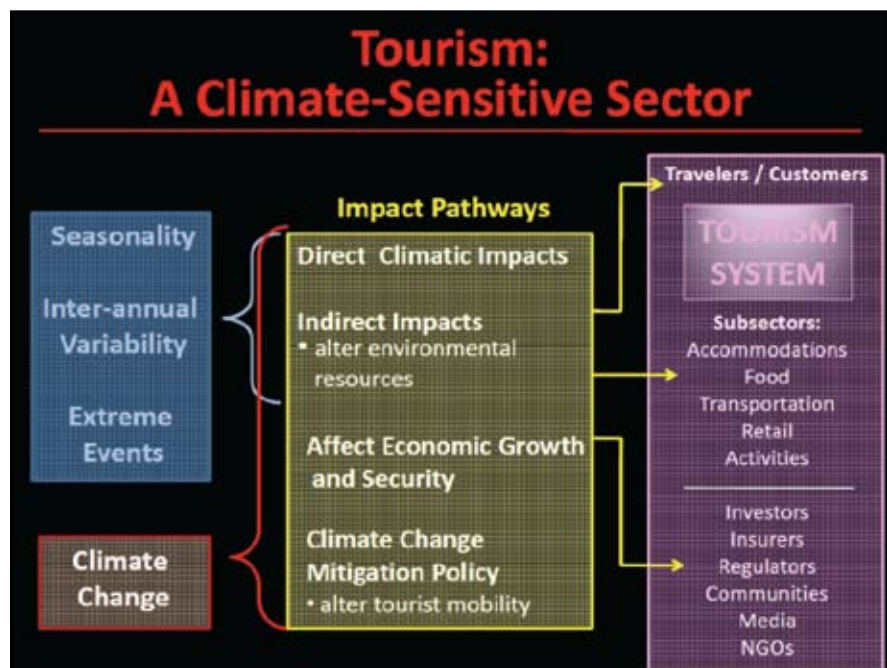 Tourism:
A Climate-Sensitive Sector
Seasonality
Inter-annual
Variability
Extreme
Events
Climate
Change
Impact Pathways
Direct Climatic Impacts
Indirect Impacts
• alter environmental
resources
Affect Economic Growth
and Security
Climate Change
Mitigation Policy
• alter tourist mobility
Travelers / Customers
TOURISM
SYSTEM
Subsectors:
Accommodations
Food
Transportation
Retail
Activities
Investors
Insurers
Regulators
Communities
Media
NGOs